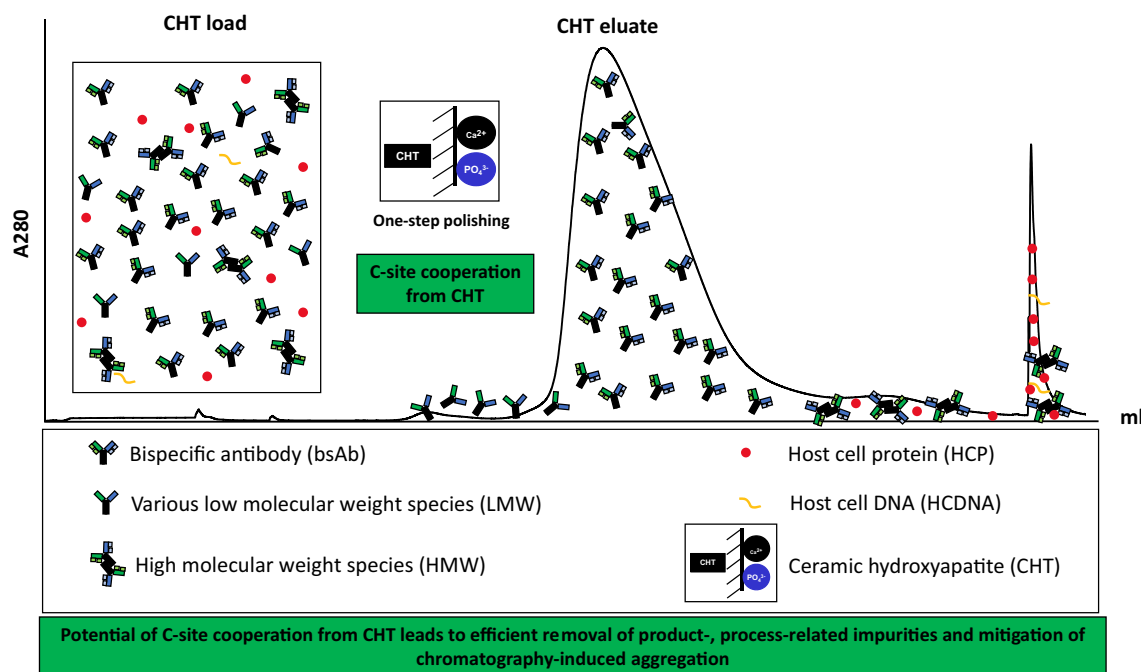 CHT load
CHT eluate
A280
CHT
Ca2+
PO43-
One-step polishing
C-site cooperation
from CHT
ml
Bispecific antibody (bsAb)
Various low molecular weight species (LMW)
High molecular weight species (HMW)
Host cell protein (HCP)
Host cell DNA (HCDNA)
CHT
Ca2+
PO43-
Ceramic hydroxyapatite (CHT)
Potential of C-site cooperation from CHT leads to efficient removal of product-, process-related impurities and mitigation of
chromatography-induced aggregation